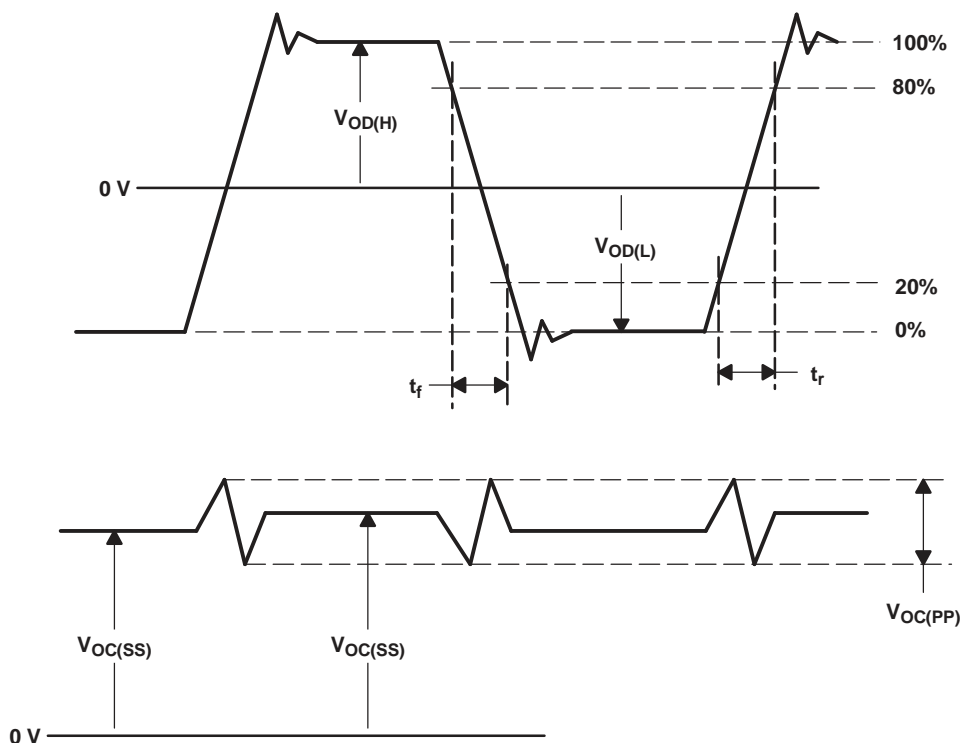 100%
80%
V_OD(H)
0 V
V_OD(L)
20%
0%
t_f
t_r
V_OC(PP)
V_OC(SS)
V_OC(SS)
0 V